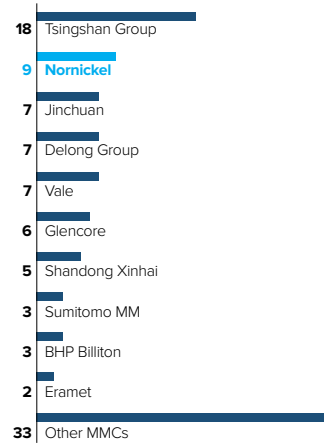 18 Tsingshan Group
9 Nornickel
7 Jinchuan
7 Delong Group
7 Vale
6 Glencore
5 Shandong Xinhai
3 Sumitomo MM
3 BHP Billiton
2 Eramet
33 Other MMCs